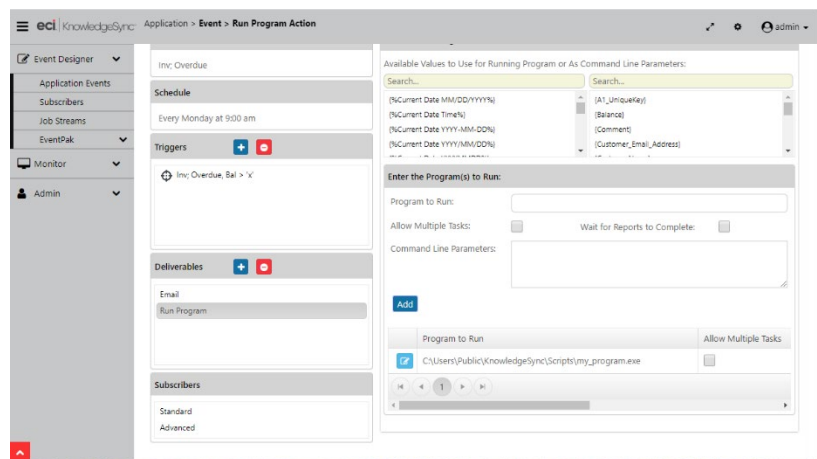 eci KnowledgeSync
Application > Event > Run Program Action
admin
Event Designer
Application Events
Subscribers
Job Streams
EventPak
Monitor
Admin
Inv; Overdue
Schedule
Every Monday at 9:00 am
Triggers
Inv; Overdue, Bal > 'x'
Deliverables
Email
Run Program
Subscribers
Standard
Advanced
Available Values to Use for Running Program or As Command Line Parameters:
Search...
Search...
{%Current Date MM/DD/YYYY%}
{%Current Date Time%}
{%Current Date YYYY-MM-DD%}
{%Current Date YYYY/MM/DD%}
{A1_UniqueKey}
{Balance}
{Comment}
{Customer_Email_Address}
Enter the Program(s) to Run:
Program to Run:
Allow Multiple Tasks:
Wait for Reports to Complete:
Command Line Parameters:
Add
Program to Run
Allow Multiple Tasks
C:\Users\Public\KnowledgeSync\Scripts\my_program.exe
1